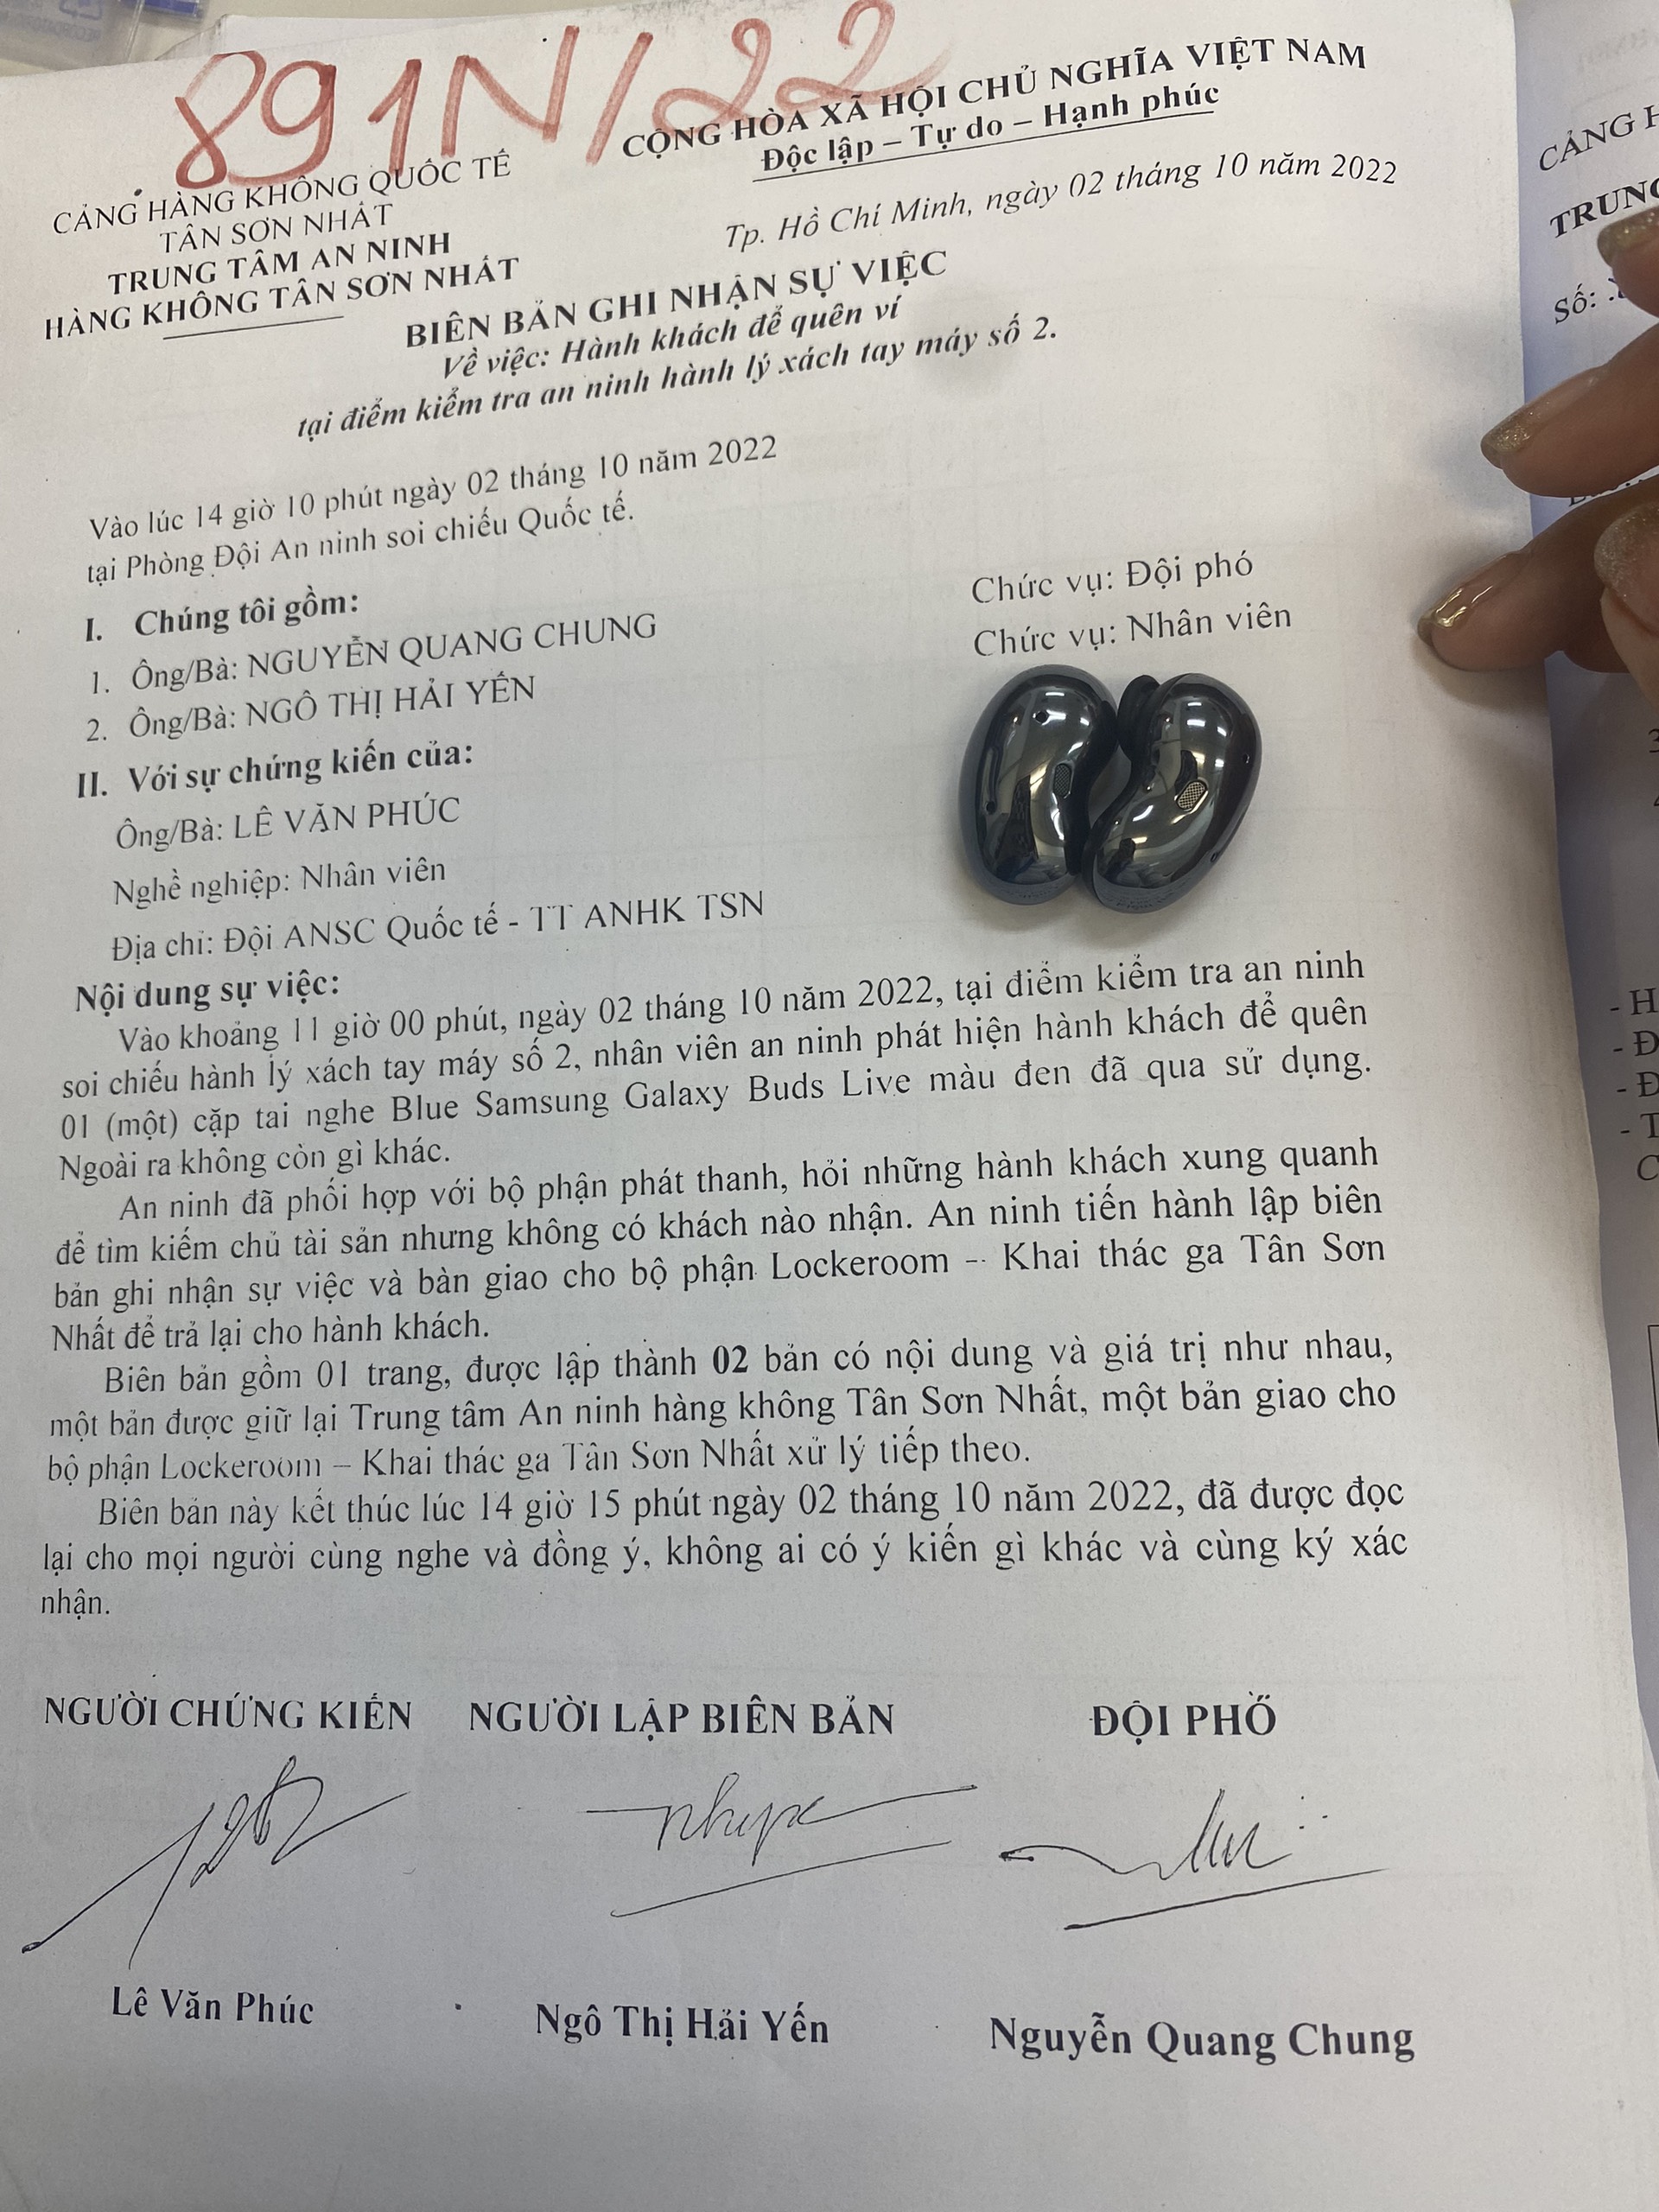 891N/22
CẢNG HÀNG KHÔNG QUỐC TẾ
TÂN SƠN NHẤT
TRUNG TÂM AN NINH
HÀNG KHÔNG TÂN SƠN NHẤT
CỘNG HÒA XÃ HỘI CHỦ NGHĨA VIỆT NAM
Độc lập – Tự do – Hạnh phúc
Tp. Hồ Chí Minh, ngày 02 tháng 10 năm 2022
BIÊN BẢN GHI NHẬN SỰ VIỆC
Về việc: Hành khách để quên ví
tại điểm kiểm tra an ninh hành lý xách tay máy số 2.
Vào lúc 14 giờ 10 phút ngày 02 tháng 10 năm 2022
tại Phòng Đội An ninh soi chiếu Quốc tế.
I. Chúng tôi gồm:
1. Ông/Bà: NGUYỄN QUANG CHUNG Chức vụ: Đội phó
2. Ông/Bà: NGÔ THỊ HẢI YẾN Chức vụ: Nhân viên
II. Với sự chứng kiến của:
Ông/Bà: LÊ VĂN PHÚC
Nghề nghiệp: Nhân viên
Địa chỉ: Đội ANSC Quốc tế - TT ANHK TSN
Nội dung sự việc:
Vào khoảng 11 giờ 00 phút, ngày 02 tháng 10 năm 2022, tại điểm kiểm tra an ninh
soi chiếu hành lý xách tay máy số 2, nhân viên an ninh phát hiện hành khách để quên
01 (một) cặp tai nghe Blue Samsung Galaxy Buds Live màu đen đã qua sử dụng.
Ngoài ra không còn gì khác.
An ninh đã phối hợp với bộ phận phát thanh, hỏi những hành khách xung quanh
để tìm kiếm chủ tài sản nhưng không có khách nào nhận. An ninh tiến hành lập biên
bản ghi nhận sự việc và bàn giao cho bộ phận Lockeroom – Khai thác ga Tân Sơn
Nhất để trả lại cho hành khách.
Biên bản gồm 01 trang, được lập thành 02 bản có nội dung và giá trị như nhau,
một bản được giữ lại Trung tâm An ninh hàng không Tân Sơn Nhất, một bản giao cho
bộ phận Lockeroom – Khai thác ga Tân Sơn Nhất xử lý tiếp theo.
Biên bản này kết thúc lúc 14 giờ 15 phút ngày 02 tháng 10 năm 2022, đã được đọc
lại cho mọi người cùng nghe và đồng ý, không ai có ý kiến gì khác và cùng ký xác
nhận.
NGƯỜI CHỨNG KIẾN NGƯỜI LẬP BIÊN BẢN ĐỘI PHÓ
Lê Văn Phúc Ngô Thị Hải Yến Nguyễn Quang Chung
CẢNG H
TRUNG
Số: